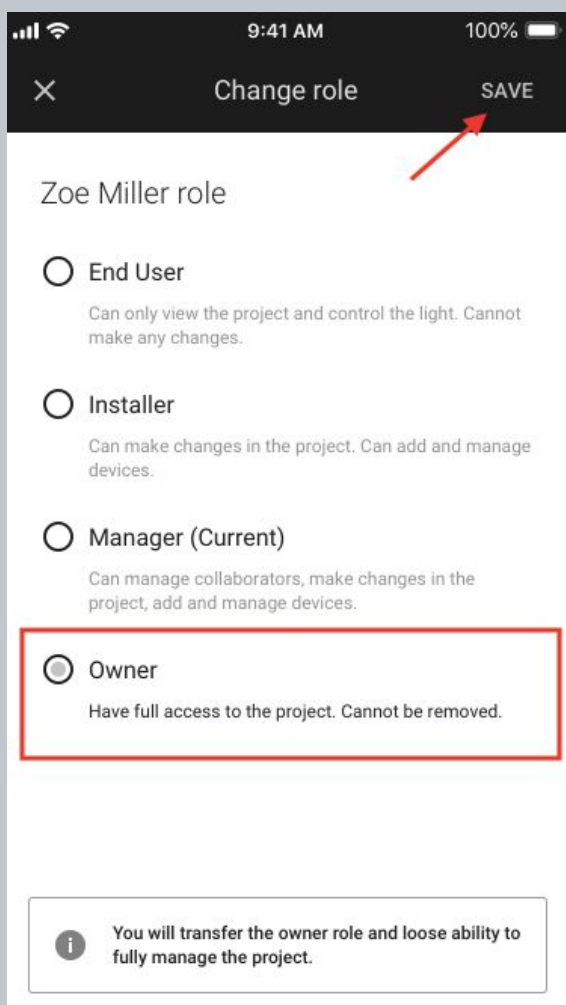 9:41 AM 100%
Change role SAVE
Zoe Miller role
End User
Can only view the project and control the light. Cannot
make any changes.
Installer
Can make changes in the project. Can add and manage
devices.
Manager (Current)
Can manage collaborators, make changes in the
project, add and manage devices.
Owner
Have full access to the project. Cannot be removed.
You will transfer the owner role and loose ability to
fully manage the project.